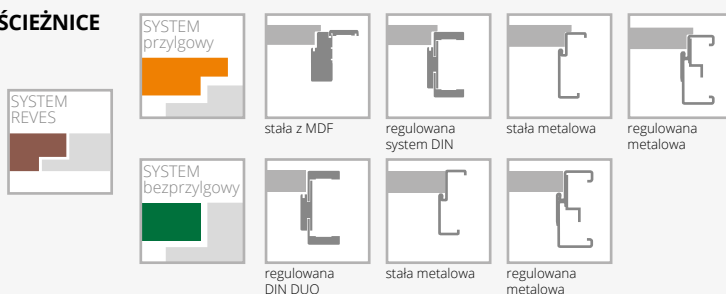 ŚCIEŻNICE
SYSTEM
REVES
SYSTEM
przylgowy
stała z MDF
regulowana
system DIN
stała metalowa
regulowana
metalowa
SYSTEM
bezprzylgowy
regulowana
DIN DUO
stała metalowa
regulowana
metalowa